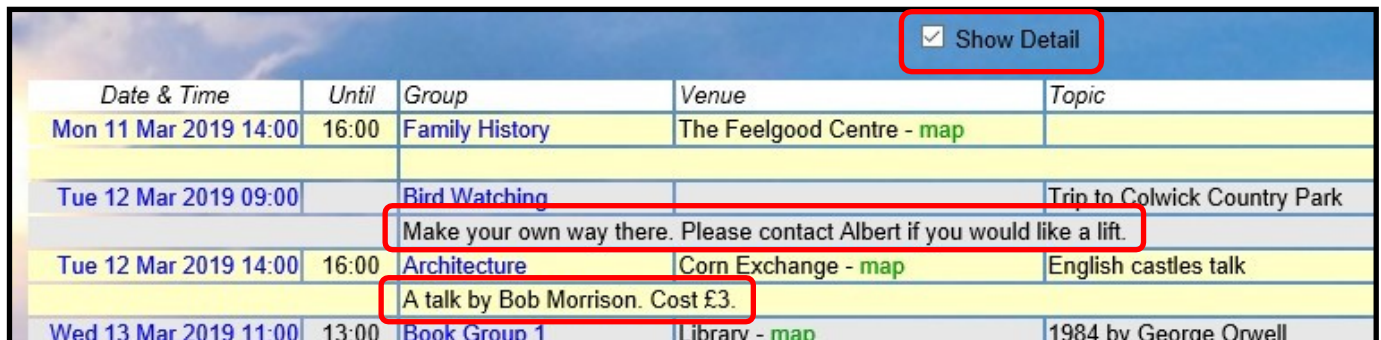 Show Detail
Date & Time Until Group Venue Topic
Mon 11 Mar 2019 14:00 16:00 Family History The Feelgood Centre - map
Tue 12 Mar 2019 09:00 Bird Watching Trip to Colwick Country Park
Make your own way there. Please contact Albert if you would like a lift.
Tue 12 Mar 2019 14:00 16:00 Architecture Corn Exchange - map English castles talk
A talk by Bob Morrison. Cost £3.
Wed 13 Mar 2019 11:00 13:00 Book Group 1 Library - map 1984 by George Orwell